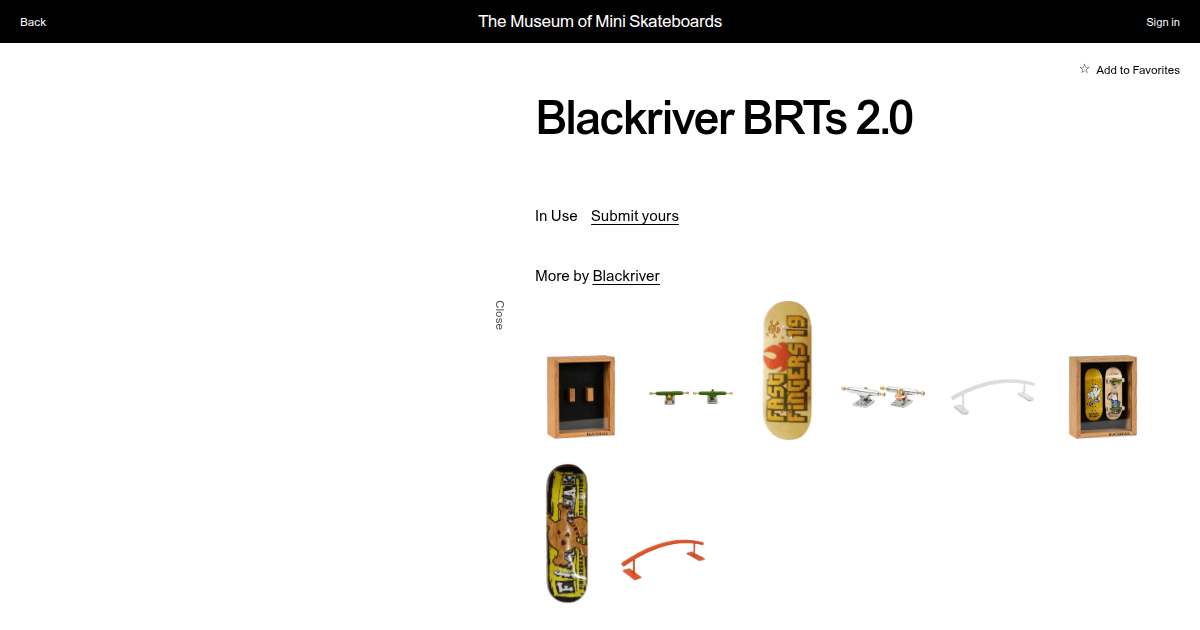 Back
The Museum of Mini Skateboards
Sign in
☆ Add to Favorites
Blackriver BRTs 2.0
In Use Submit yours
More by Blackriver
Close
FAST
FINGERS 19